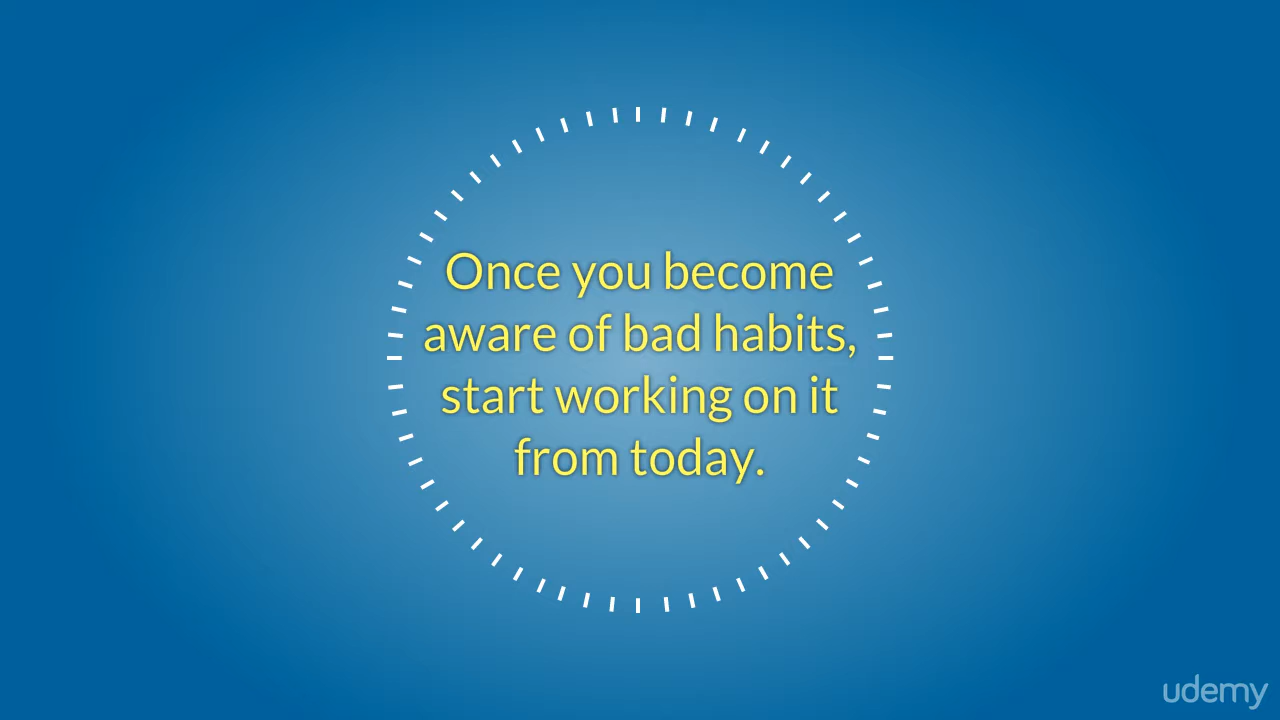 Once you become
aware of bad habits,
start working on it
from today.
udemy